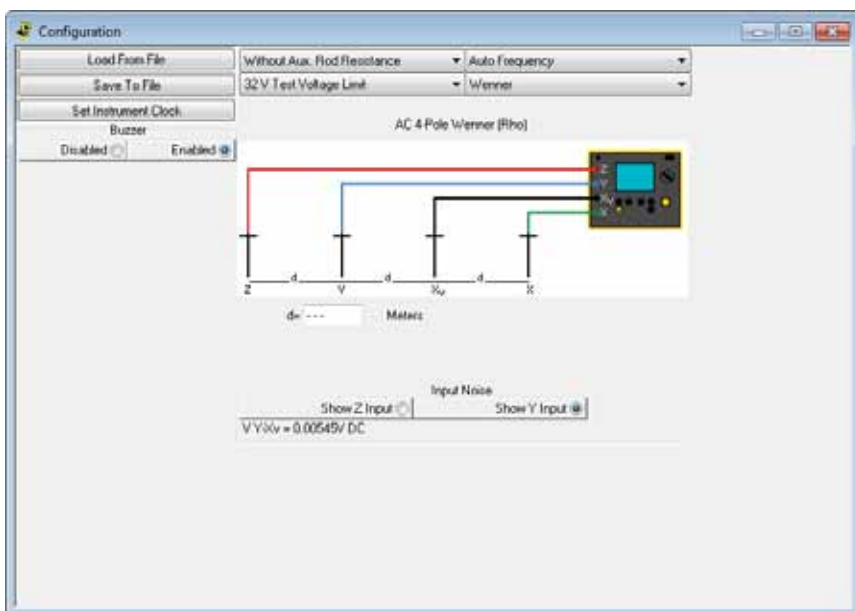 Configuration
Load From File
Save To File
Set Instrument Clock
Buzzer
Disabled Enabled
Without Aux. Rod Resistance Auto Frequency
32 V Test Voltage Limit Wenner
AC 4-Pole Wenner (Rho)
Z
Y
Xv
X
d d d
Z Y Xv X
d= --- Meters
Input Noise
Show Z Input Show Y Input
V Y-Xv = 0.00545V DC